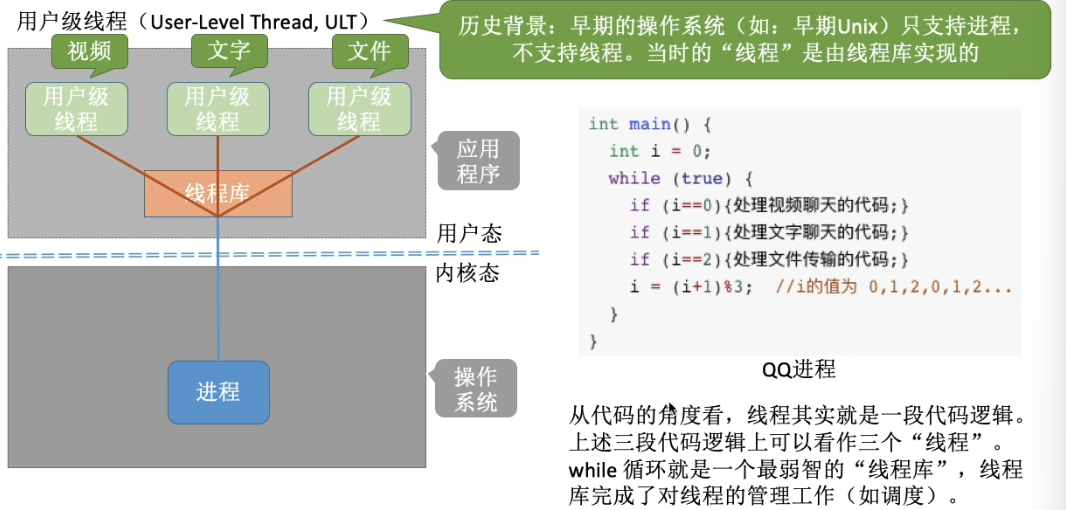 用户级线程（User-Level Thread, ULT）
历史背景：早期的操作系统（如：早期Unix）只支持进程，
不支持线程。当时的“线程”是由线程库实现的
视频
文字
文件
用户级
线程
用户级
线程
用户级
线程
线程库
应用
程序
用户态
内核态
进程
操作
系统
int main() {
int i = 0;
while (true) {
if (i==0){处理视频聊天的代码;}
if (i==1){处理文字聊天的代码;}
if (i==2){处理文件传输的代码;}
i = (i+1)%3;  //i的值为 0,1,2,0,1,2...
}
}
QQ进程
从代码的角度看，线程其实就是一段代码逻辑。
上述三段代码逻辑上可以看作三个“线程”。
while 循环就是一个最弱智的“线程库”，线程
库完成了对线程的管理工作（如调度）。